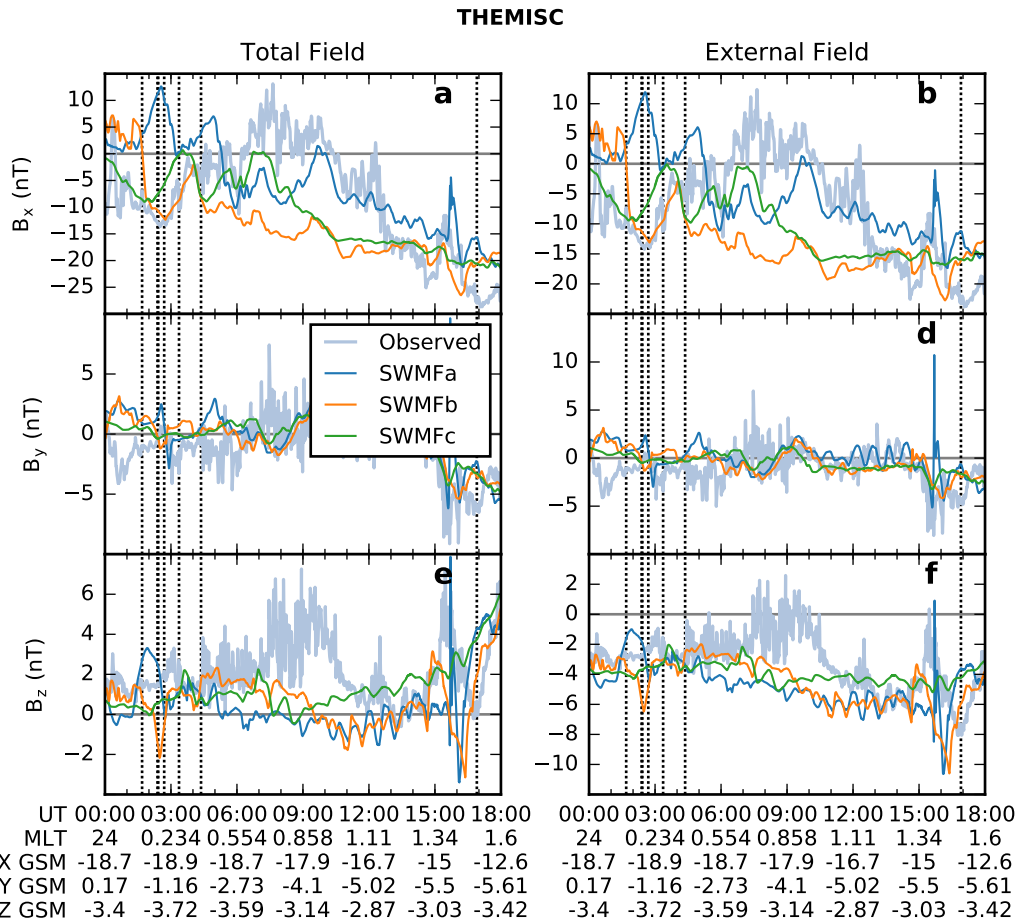 THEMISC
Total Field
External Field
a
b
10
5
0
−5
−10
−15
−20
−25
B_x (nT)
10
5
0
−5
−10
−15
−20
B_x (nT)
5
0
−5
B_y (nT)
Observed
SWMFa
SWMFb
SWMFc
d
10
5
0
−5
B_y (nT)
e
6
4
2
0
−2
B_z (nT)
f
2
0
−2
−4
−6
−8
−10
B_z (nT)
UT 00:00 03:00 06:00 09:00 12:00 15:00 18:00 00:00 03:00 06:00 09:00 12:00 15:00 18:00
MLT 24 0.234 0.554 0.858 1.11 1.34 1.6 24 0.234 0.554 0.858 1.11 1.34 1.6
X GSM -18.7 -18.9 -18.7 -17.9 -16.7 -15 -12.6 -18.7 -18.9 -18.7 -17.9 -16.7 -15 -12.6
Y GSM 0.17 -1.16 -2.73 -4.1 -5.02 -5.5 -5.61 0.17 -1.16 -2.73 -4.1 -5.02 -5.5 -5.61
Z GSM -3.4 -3.72 -3.59 -3.14 -2.87 -3.03 -3.42 -3.4 -3.72 -3.59 -3.14 -2.87 -3.03 -3.42